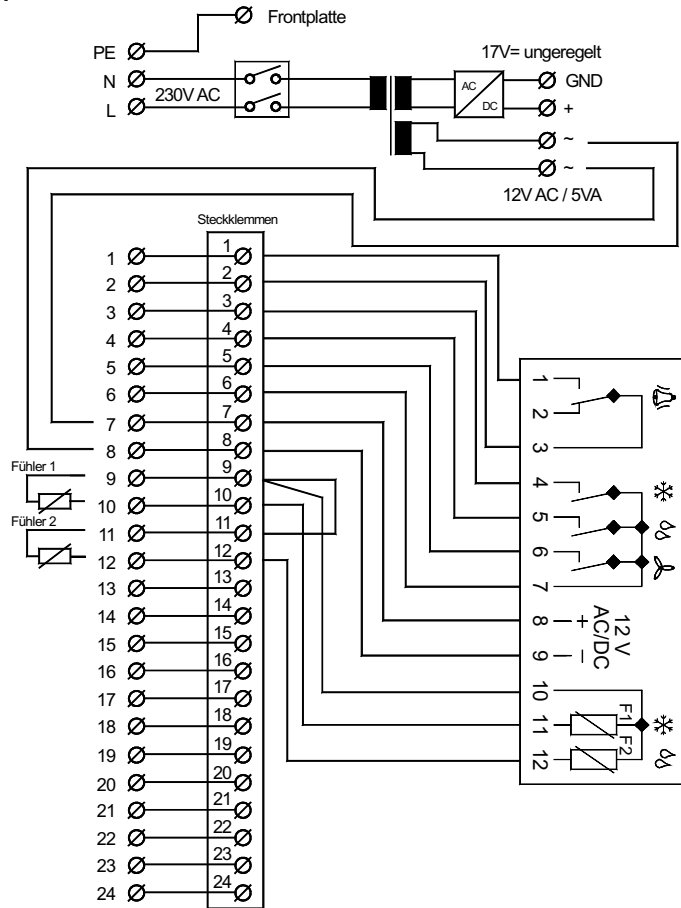 Frontplatte
PE
N
L
230V AC
AC
DC
17V= ungeregelt
GND
+
~
~
12V AC / 5VA
Steckklemmen
1 1
2 2
3 3
4 4
5 5
6 6
7 7
8 8
Fühler 1
9 9
10 10
Fühler 2
11 11
12 12
13 13
14 14
15 15
16 16
17 17
18 18
19 19
20 20
21 21
22 22
23 23
24 24
1
2
3
4
5
6
7
8 +
9 –
12 V
AC/DC
10
11 F1
12 F2